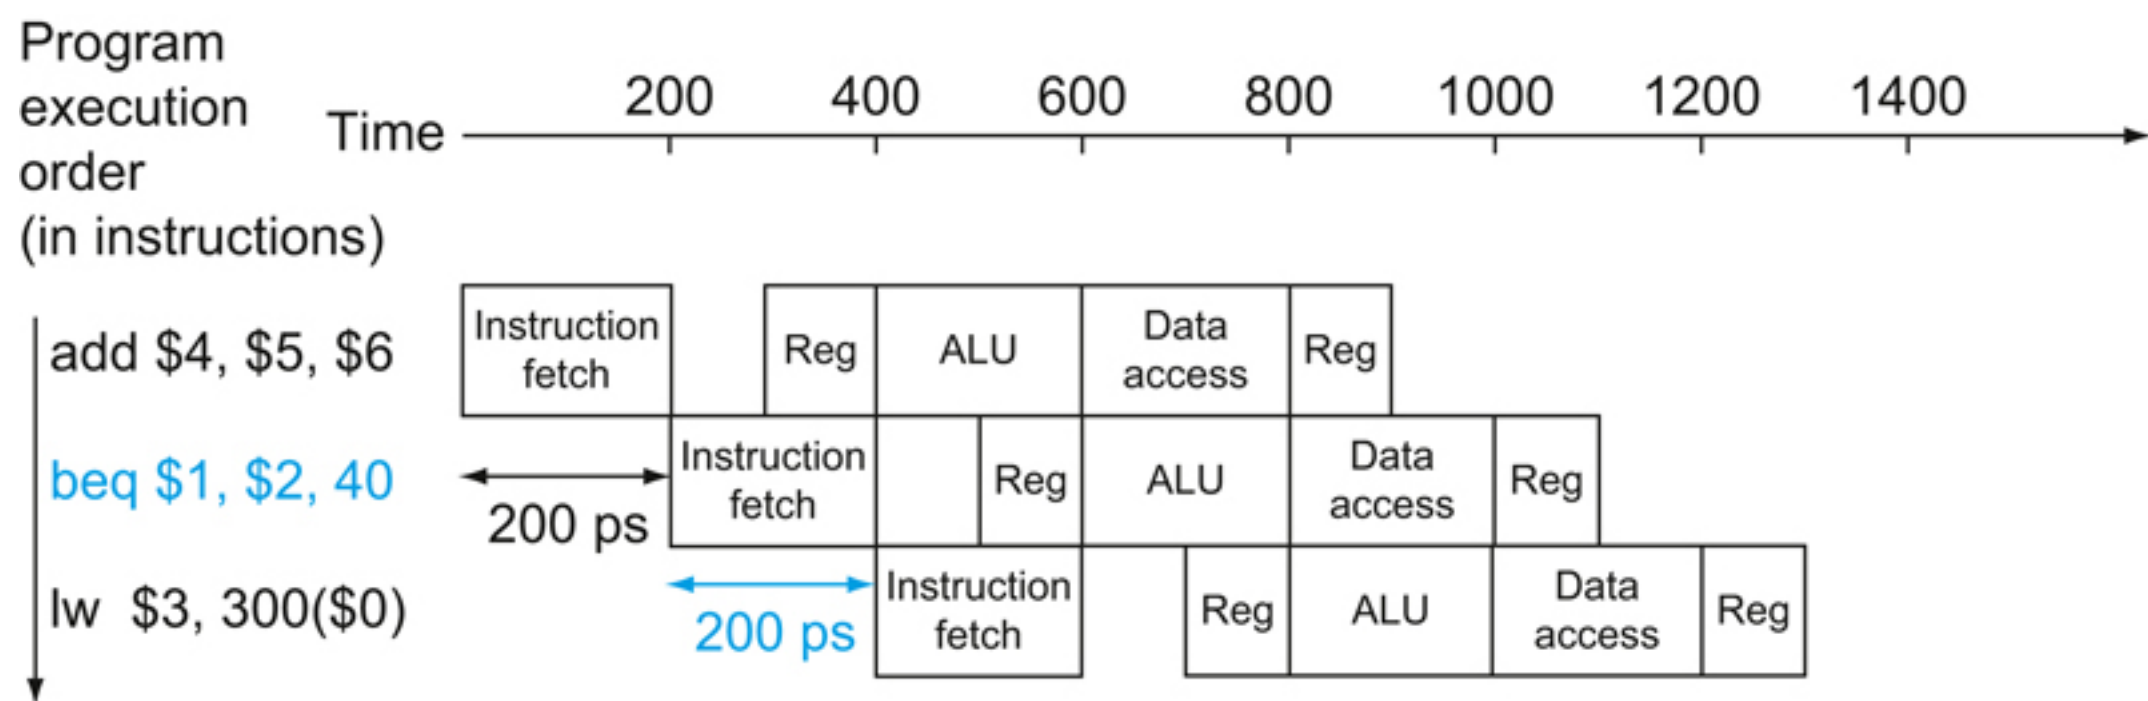 Program
execution
order
(in instructions)
Time
200 400 600 800 1000 1200 1400
add $4, $5, $6
Instruction
fetch
Reg
ALU
Data
access
Reg
beq $1, $2, 40
200 ps
Instruction
fetch
Reg
ALU
Data
access
Reg
lw $3, 300($0)
200 ps
Instruction
fetch
Reg
ALU
Data
access
Reg